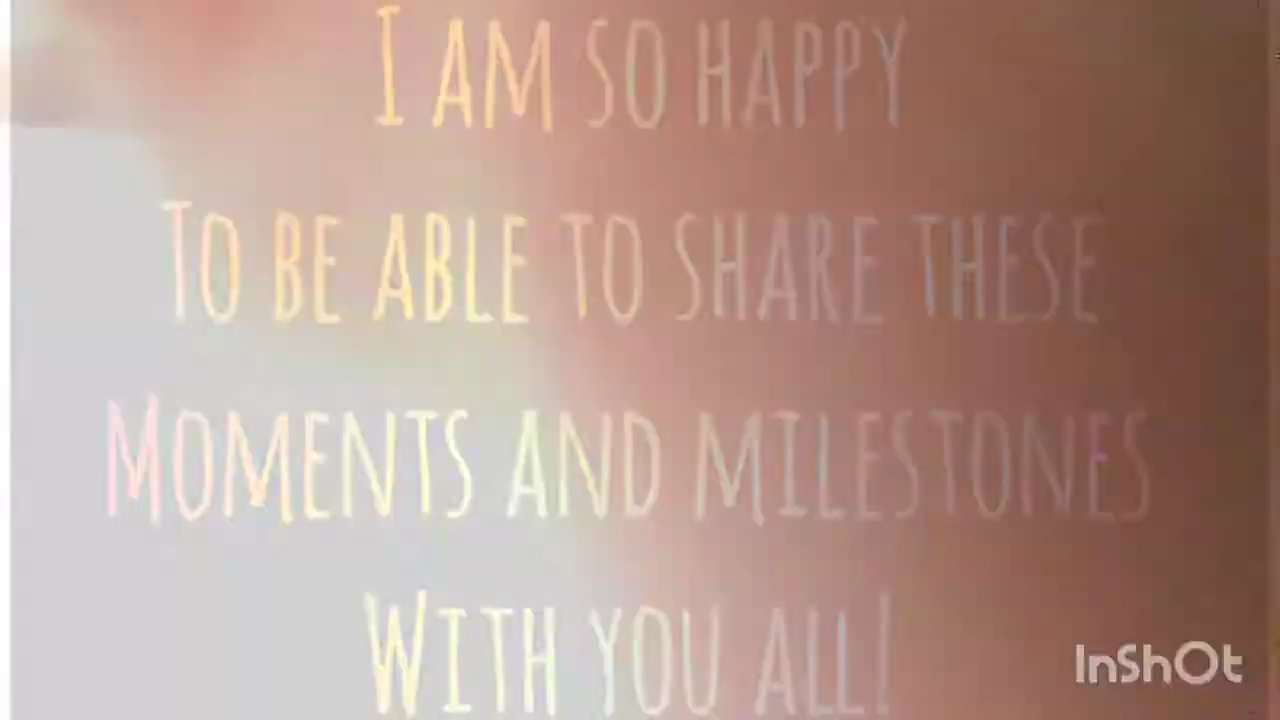 I AM SO HAPPY
TO BE ABLE TO SHARE THESE
MOMENTS AND MILESTONES
WITH YOU ALL!
InShOt